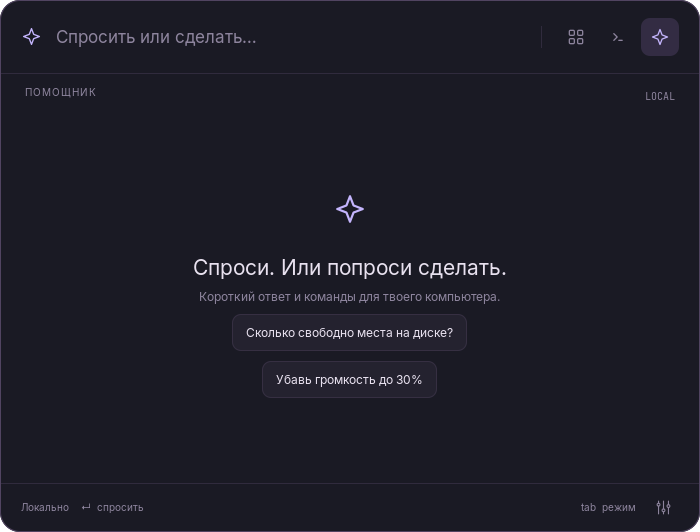 Спросить или сделать...
ПОМОЩНИК
LOCAL
Спроси. Или попроси сделать.
Короткий ответ и команды для твоего компьютера.
Сколько свободно места на диске?
Убавь громкость до 30%
Локально ↵ спросить
tab режим